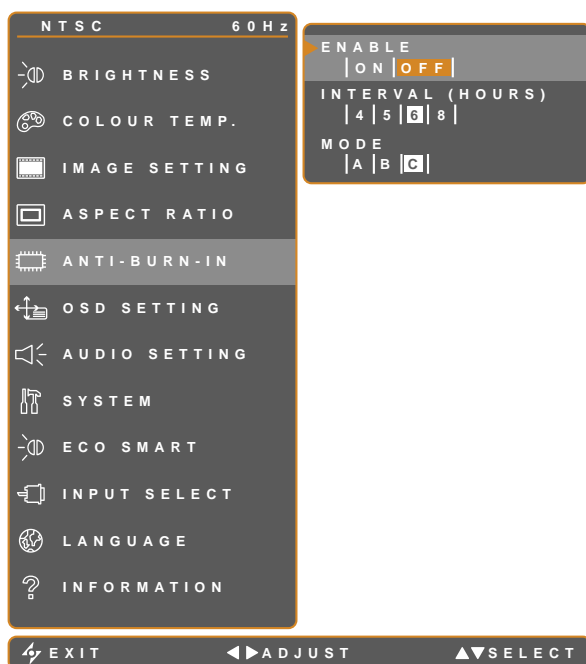 NTSC 60Hz
BRIGHTNESS
COLOUR TEMP.
IMAGE SETTING
ASPECT RATIO
ANTI-BURN-IN
OSD SETTING
AUDIO SETTING
SYSTEM
ECO SMART
INPUT SELECT
LANGUAGE
INFORMATION
ENABLE
ON OFF
INTERVAL (HOURS)
4 5 6 8
MODE
A B C
EXIT ADJUST SELECT